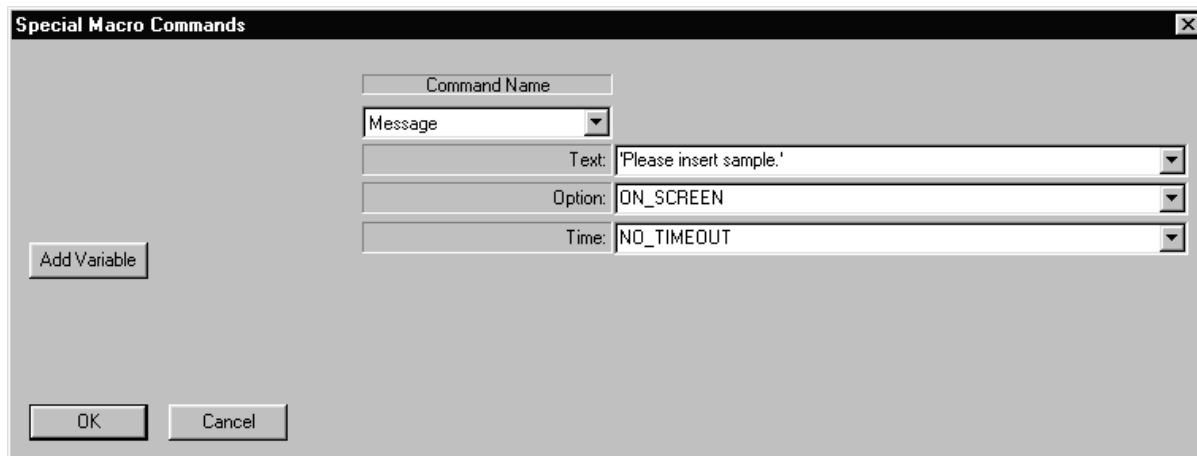 Special Macro Commands
Command Name
Message
Text: 'Please insert sample.'
Option: ON_SCREEN
Time: NO_TIMEOUT
Add Variable
OK Cancel